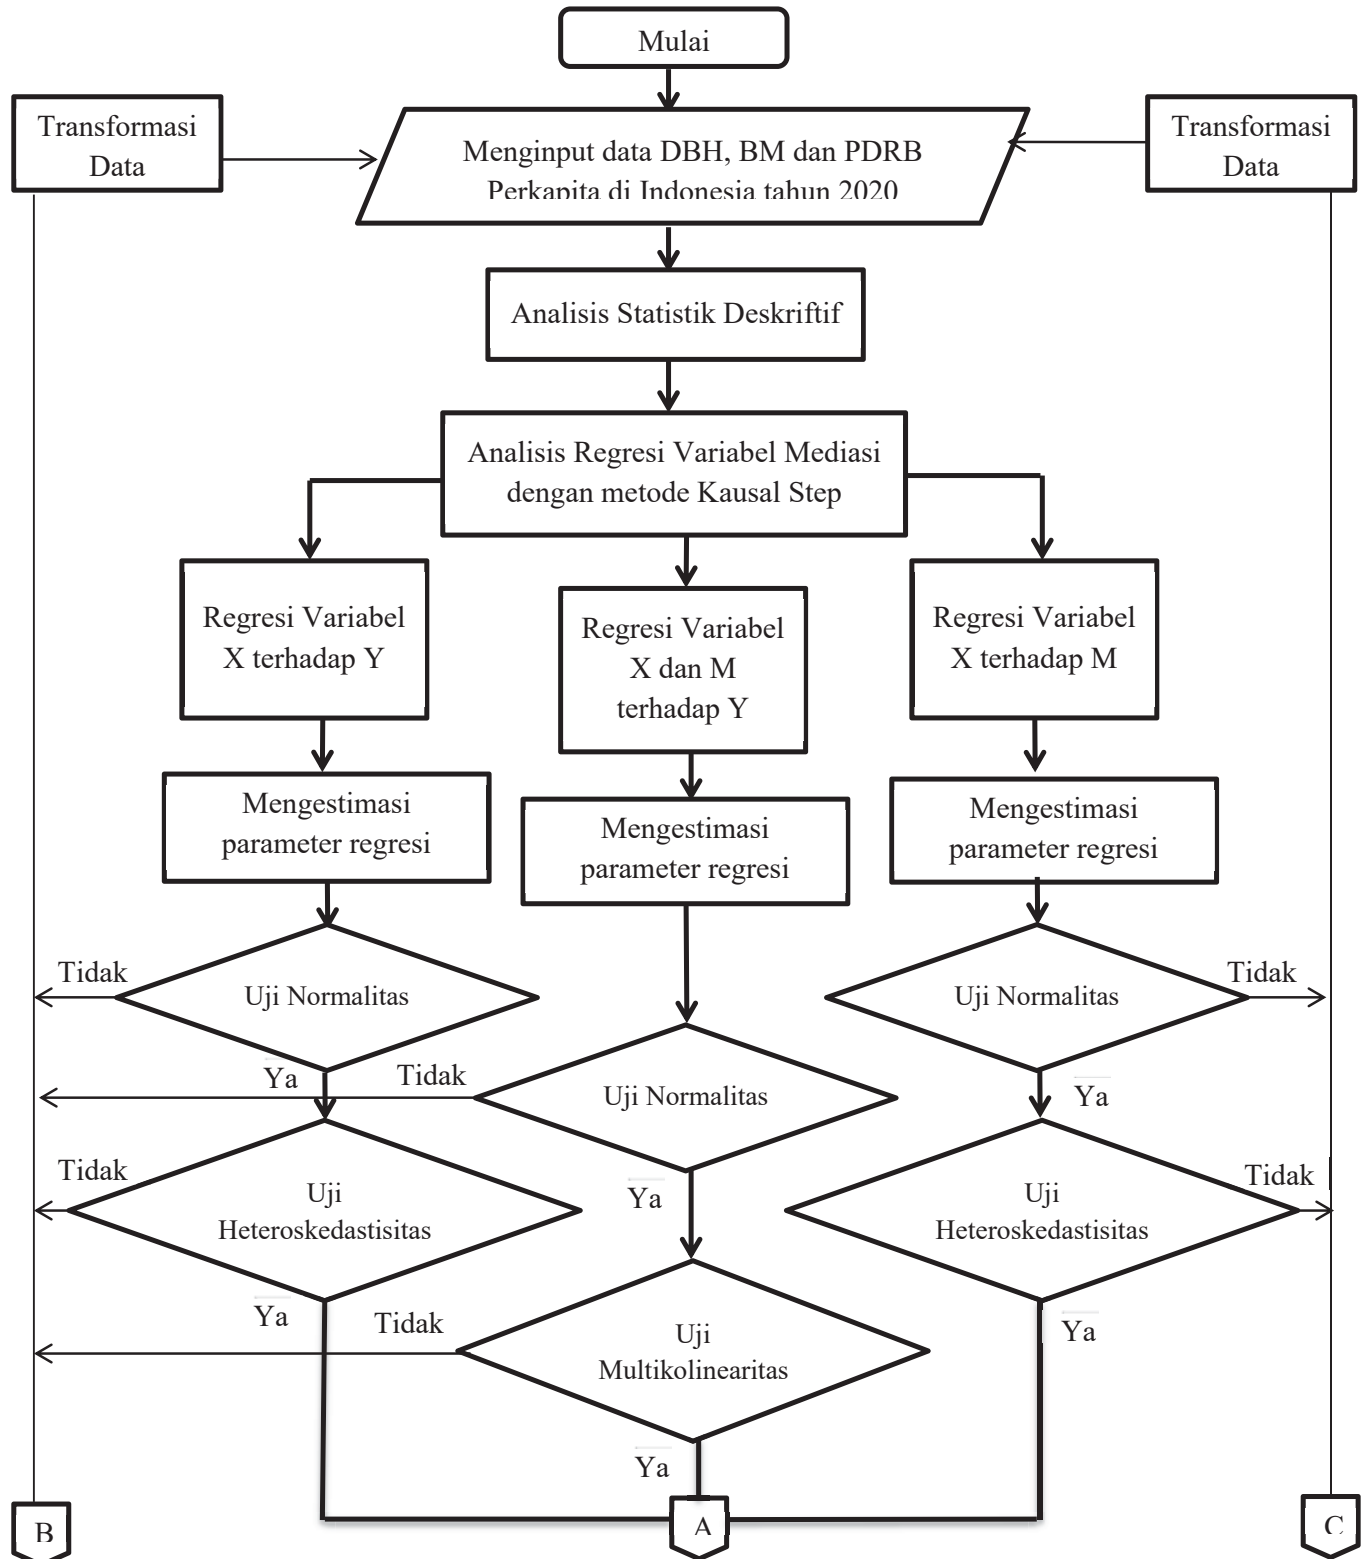 Mulai
Transformasi
Data
Menginput data DBH, BM dan PDRB
Perkapita di Indonesia tahun 2020
Transformasi
Data
Analisis Statistik Deskriftif
Analisis Regresi Variabel Mediasi
dengan metode Kausal Step
Regresi Variabel
X terhadap Y
Regresi Variabel
X dan M
terhadap Y
Regresi Variabel
X terhadap M
Mengestimasi
parameter regresi
Mengestimasi
parameter regresi
Mengestimasi
parameter regresi
Tidak
Uji Normalitas
Uji Normalitas
Tidak
Ya
Tidak
Uji Normalitas
Ya
Tidak
Uji
Heteroskedastisitas
Ya
Uji
Heteroskedastisitas
Tidak
Ya
Tidak
Uji
Multikolinearitas
Ya
Ya
B
A
C